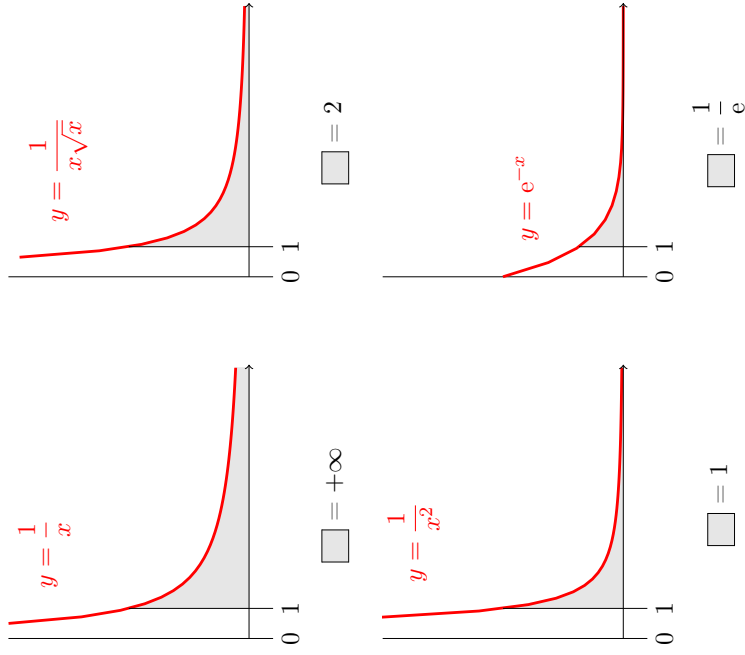 y = 1/x
0 1
= +∞
y = 1/x√x
0 1
= 2
y = 1/x²
0 1
= 1
y = e⁻ˣ
0 1
= 1/e